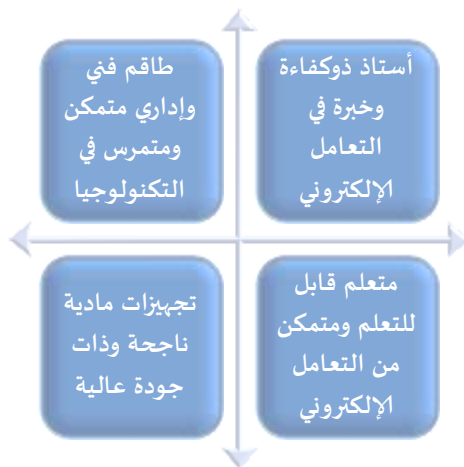 أستاذ ذوكفاءة
وخبرة في
التعامل
الإلكتروني
طاقم فني
وإداري متمكن
ومتمرس في
التكنولوجيا
متعلم قابل
للتعلم ومتمكن
من التعامل
الإلكتروني
تجهيزات مادية
ناجحة وذات
جودة عالية